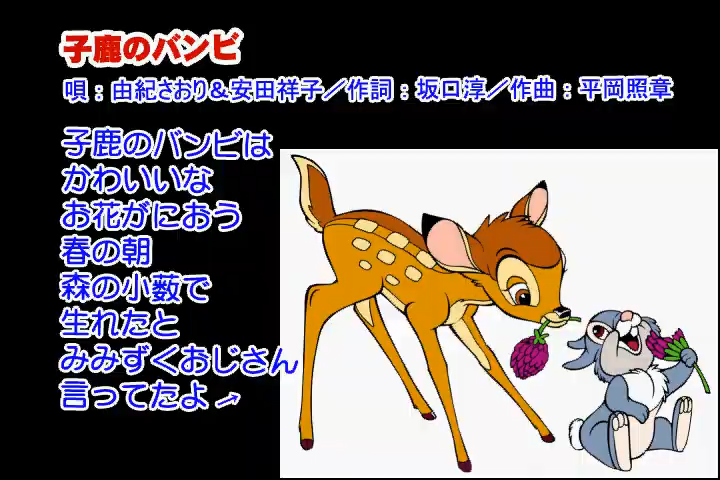 子鹿のバンビ
唄：由紀さおり＆安田祥子／作詞：坂口淳／作曲：平岡照章
子鹿のバンビは
かわいいな
お花がにおう
春の朝
森の小薮で
生れたと
みみずくおじさん
言ってたよ→